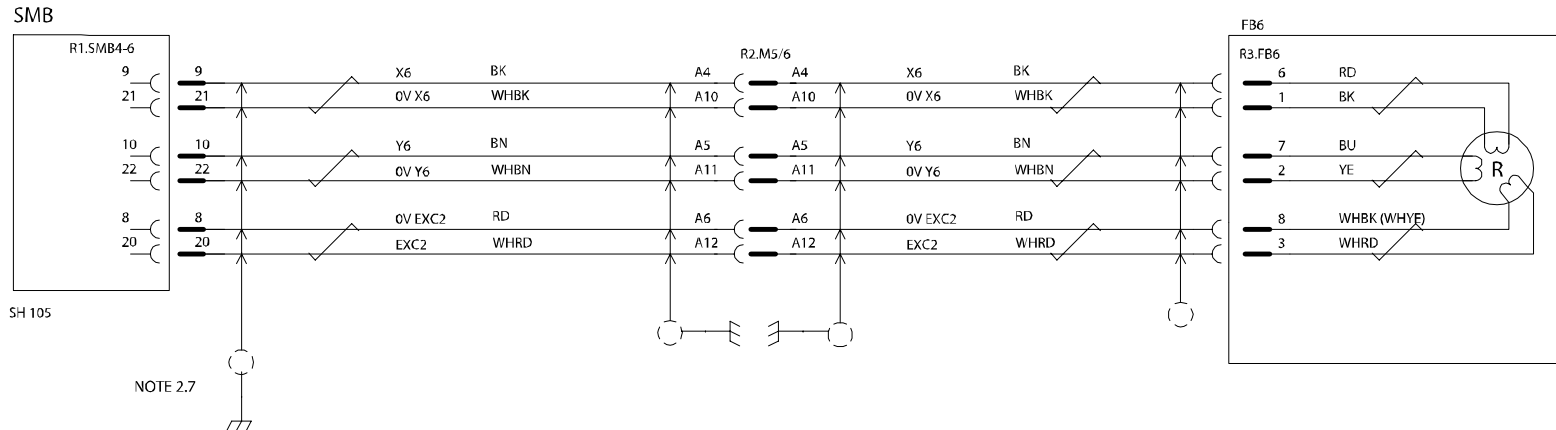 SMB
FB6
R1.SMB4-6
R2.M5/6
R3.FB6
9 9 X6 BK A4 A4 X6 BK 6 RD
21 21 0V X6 WHBK A10 A10 0V X6 WHBK 1 BK
10 10 Y6 BN A5 A5 Y6 BN 7 BU
22 22 0V Y6 WHBN A11 A11 0V Y6 WHBN 2 YE
R
8 8 0V EXC2 RD A6 A6 0V EXC2 RD 8 WHBK (WHYE)
20 20 EXC2 WHRD A12 A12 EXC2 WHRD 3 WHRD
SH 105
NOTE 2.7